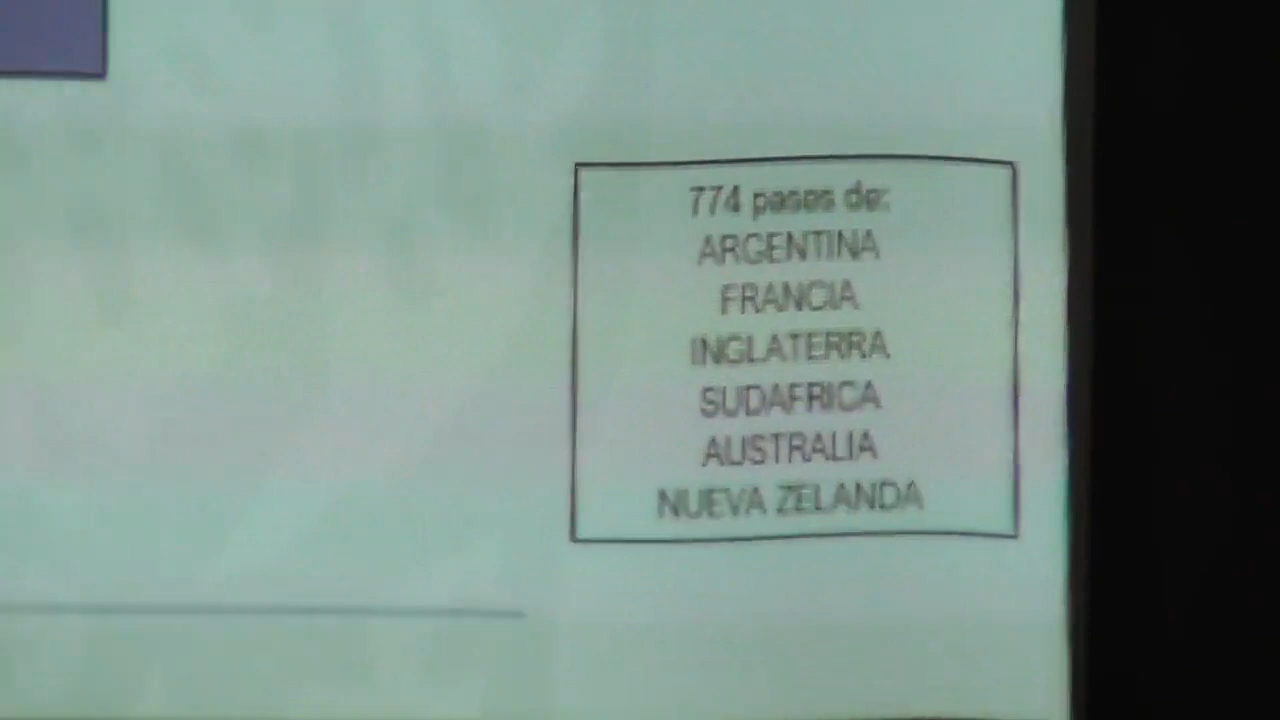 774 pases de:
ARGENTINA
FRANCIA
INGLATERRA
SUDAFRICA
AUSTRALIA
NUEVA ZELANDA